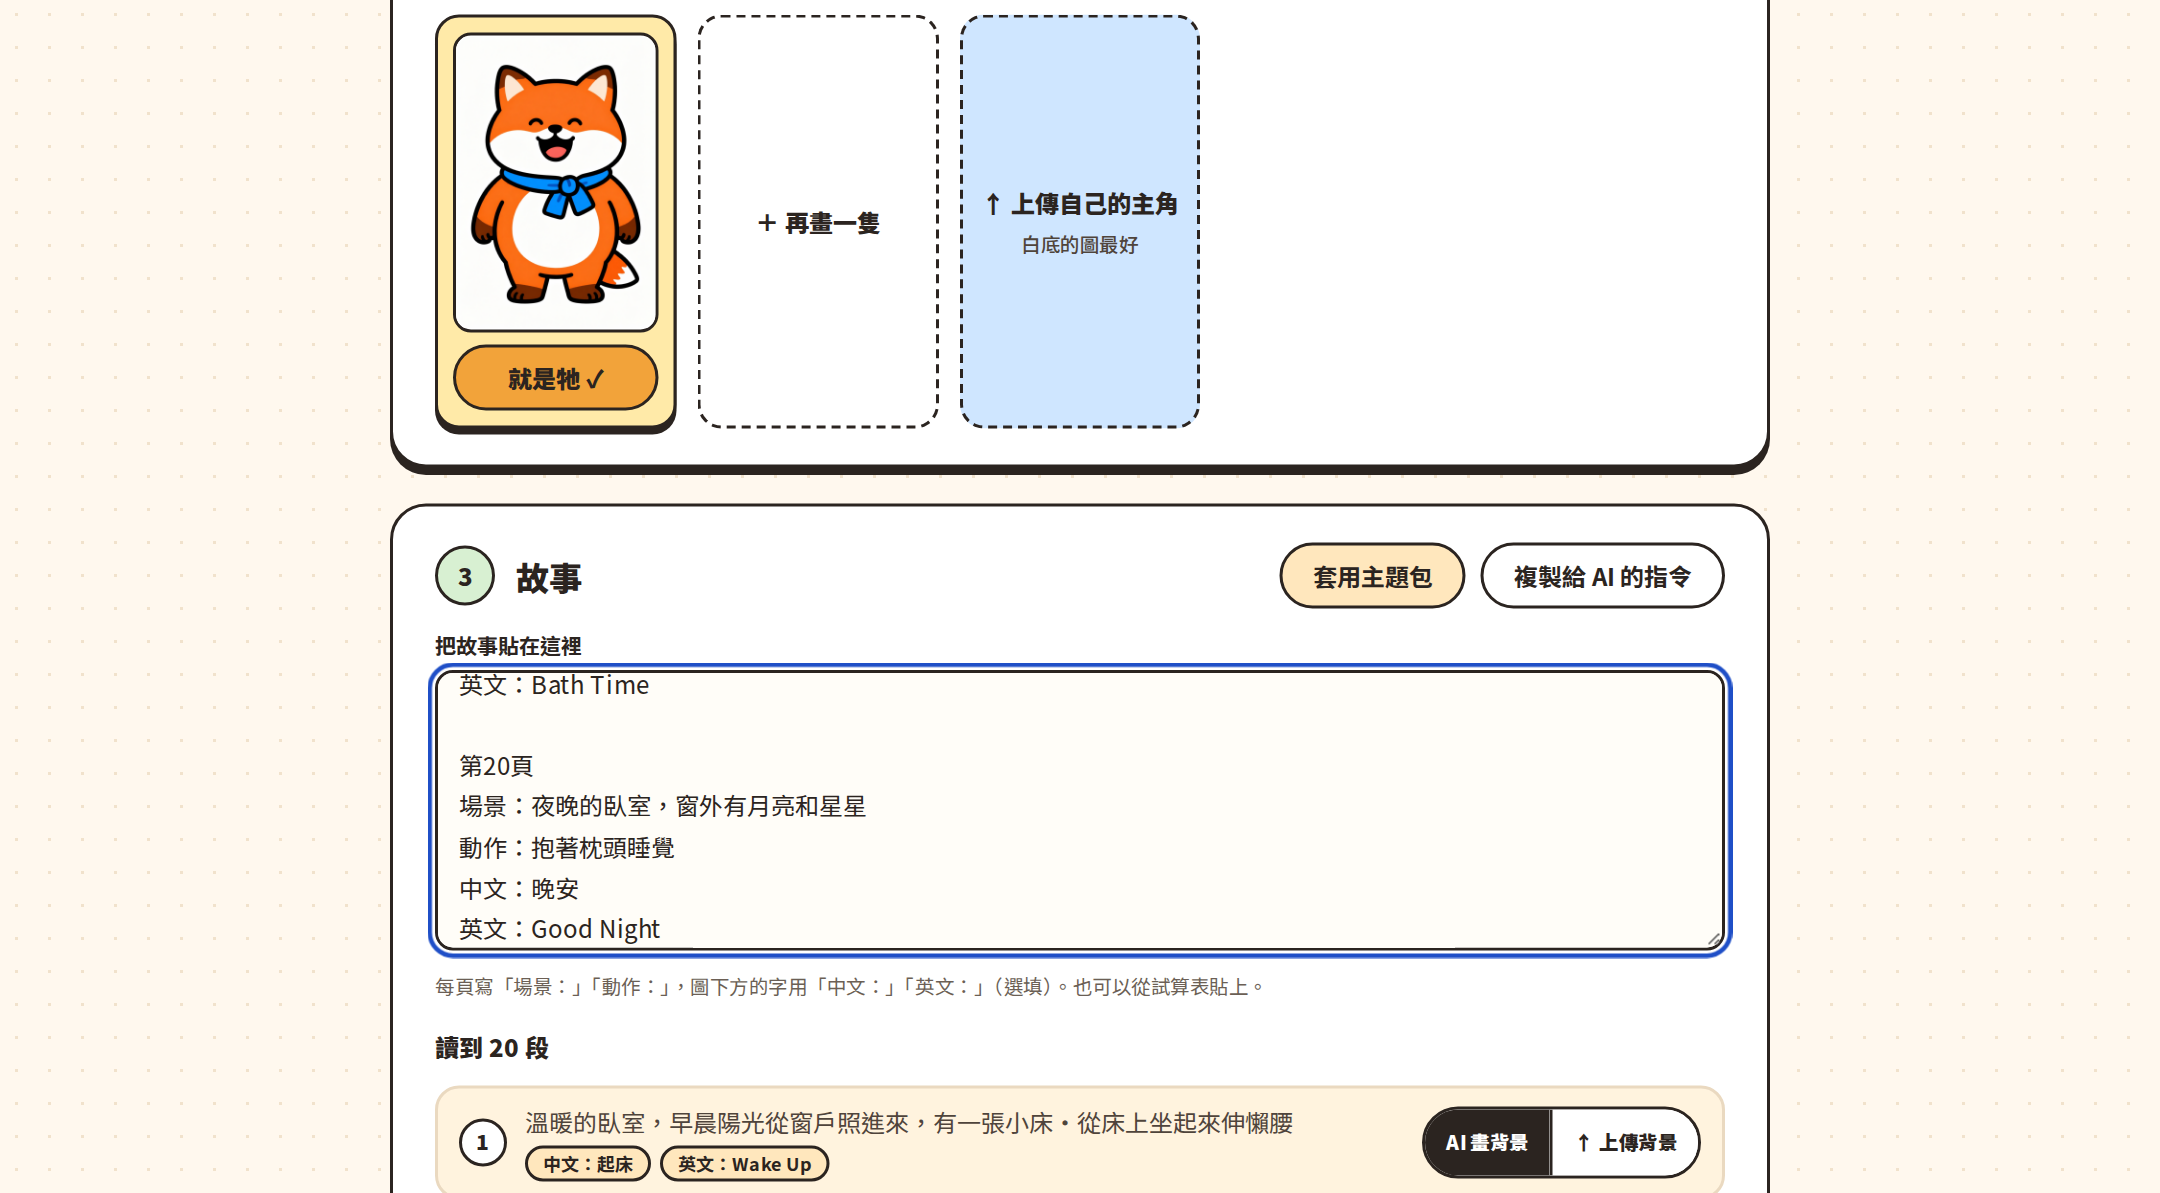 就是牠 ✓
＋ 再畫一隻
↑ 上傳自己的主角
白底的圖最好
3
故事
套用主題包
複製給 AI 的指令
把故事貼在這裡
英文：Bath Time
第20頁
場景：夜晚的臥室，窗外有月亮和星星
動作：抱著枕頭睡覺
中文：晚安
英文：Good Night
每頁寫「場景：」「動作：」，圖下方的字用「中文：」「英文：」（選填）。也可以從試算表貼上。
讀到 20 段
1
溫暖的臥室，早晨陽光從窗戶照進來，有一張小床・從床上坐起來伸懶腰
中文：起床
英文：Wake Up
AI 畫背景
↑ 上傳背景